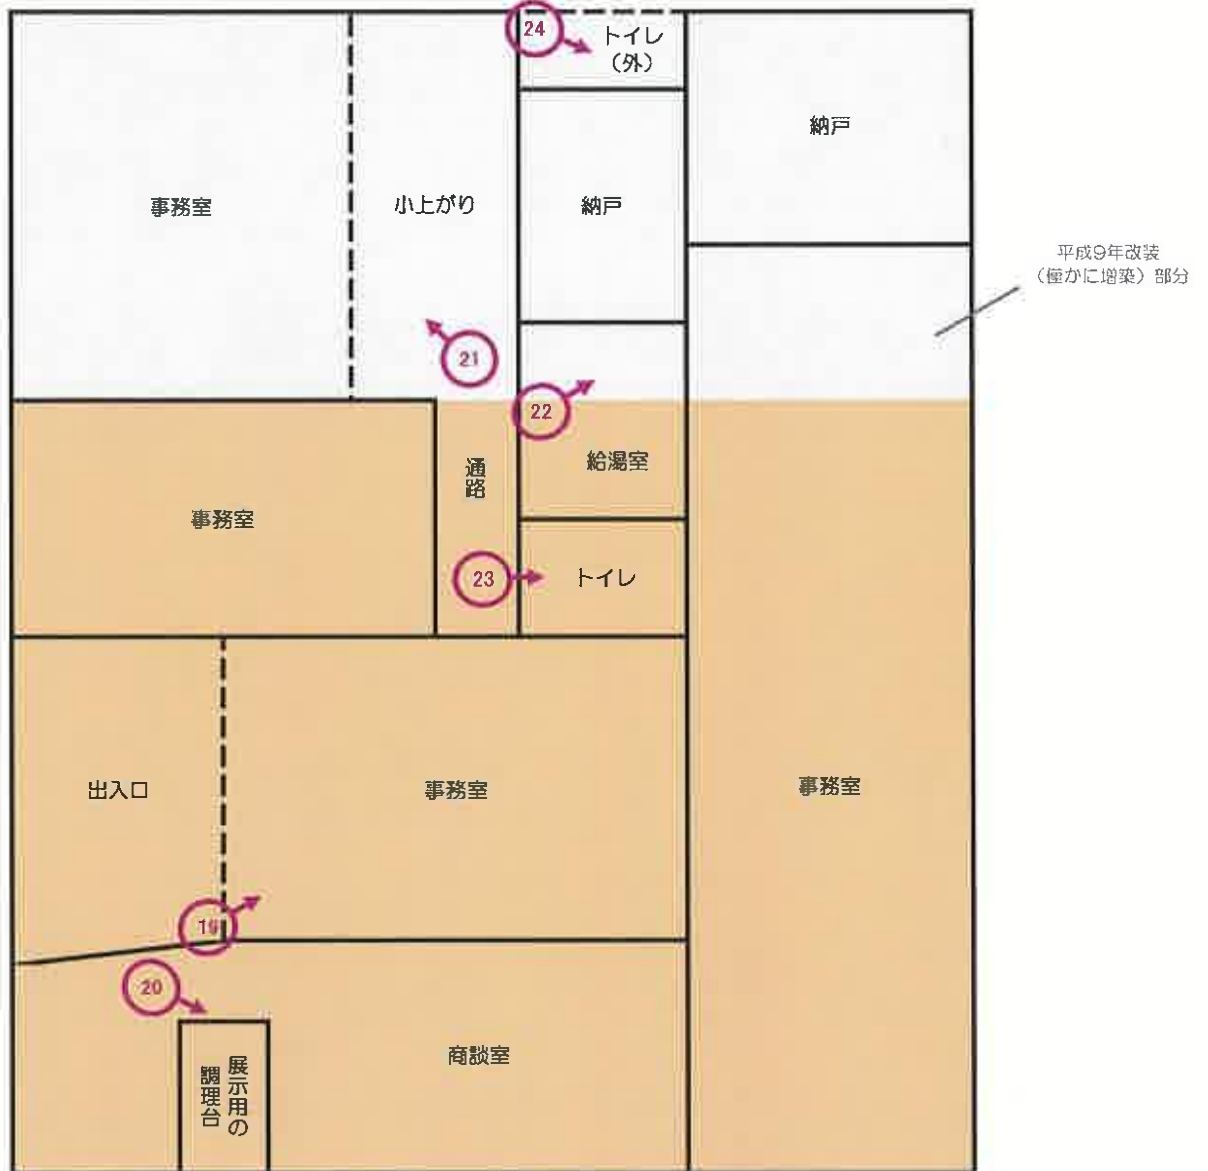 24
トイレ
（外）
納戸
事務室
小上がり
納戸
平成9年改装
（僅かに増築）部分
21
22
通路
給湯室
事務室
23
トイレ
出入口
事務室
事務室
19
20
商談室
展示用の
調理台